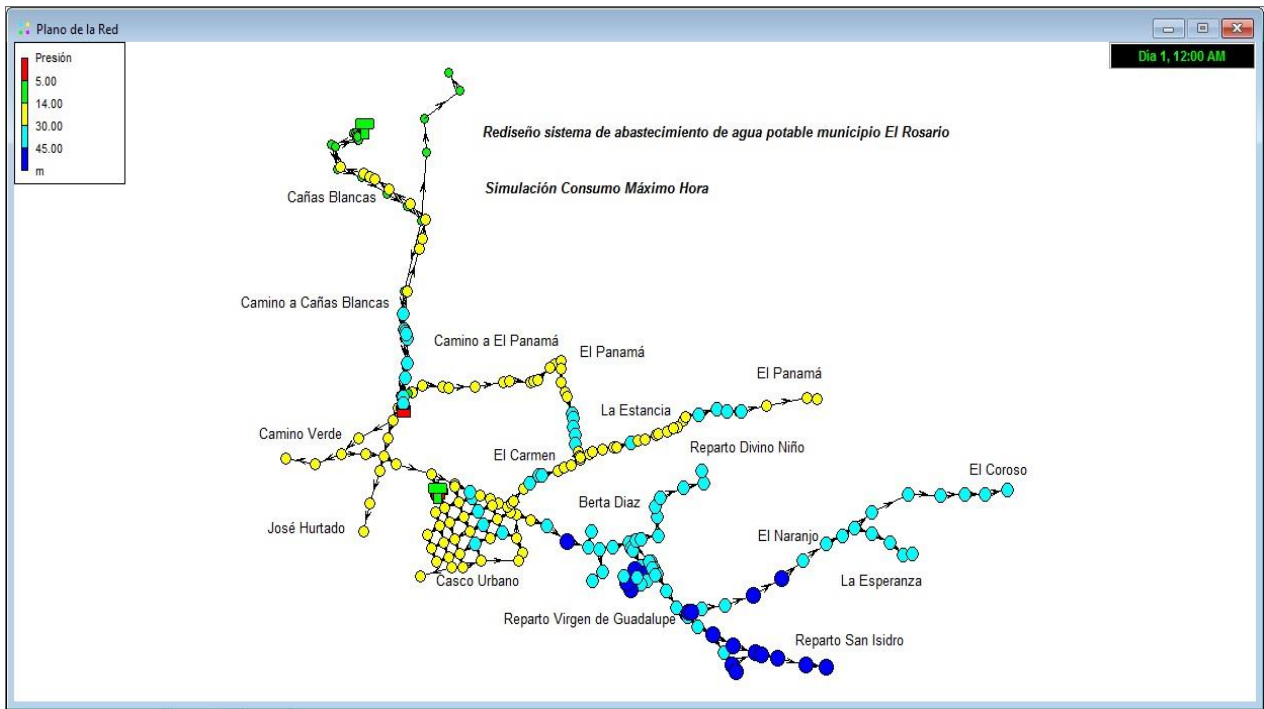 Plano de la Red
Día 1, 12:00 AM
Presión
5.00
14.00
30.00
45.00
m
Rediseño sistema de abastecimiento de agua potable municipio El Rosario
Simulación Consumo Máximo Hora
Cañas Blancas
Camino a Cañas Blancas
Camino a El Panamá
El Panamá
El Panamá
La Estancia
Camino Verde
Reparto Divino Niño
El Carmen
El Coroso
Berta Diaz
José Hurtado
El Naranjo
Casco Urbano
La Esperanza
Reparto Virgen de Guadalupe
Reparto San Isidro